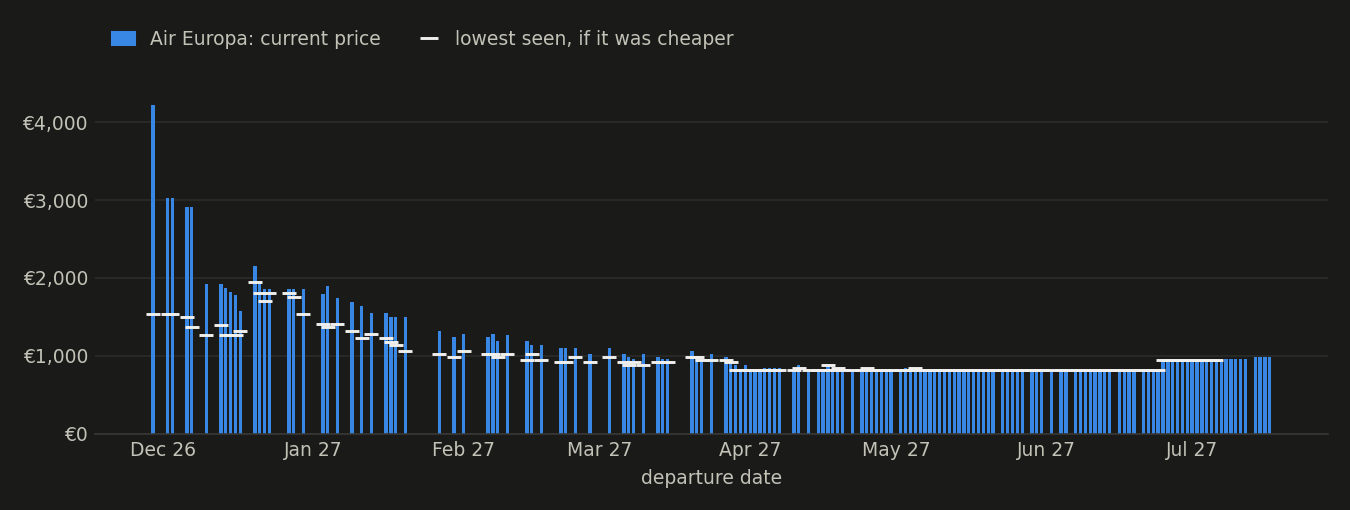 Air Europa: current price
lowest seen, if it was cheaper
€4,000
€3,000
€2,000
€1,000
€0
Dec 26
Jan 27
Feb 27
Mar 27
Apr 27
May 27
Jun 27
Jul 27
departure date